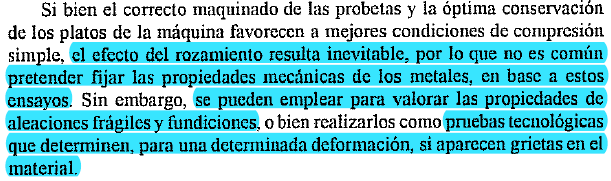 Si bien el correcto maquinado de las probetas y la óptima conservación
de los platos de la máquina favorecen a mejores condiciones de compresión
simple, el efecto del rozamiento resulta inevitable, por lo que no es común
pretender fijar las propiedades mecánicas de los metales, en base a estos
ensayos. Sin embargo, se pueden emplear para valorar las propiedades de
aleaciones frágiles y fundiciones, o bien realizarlos como pruebas tecnológicas
que determinen, para una determinada deformación, si aparecen grietas en el
material.